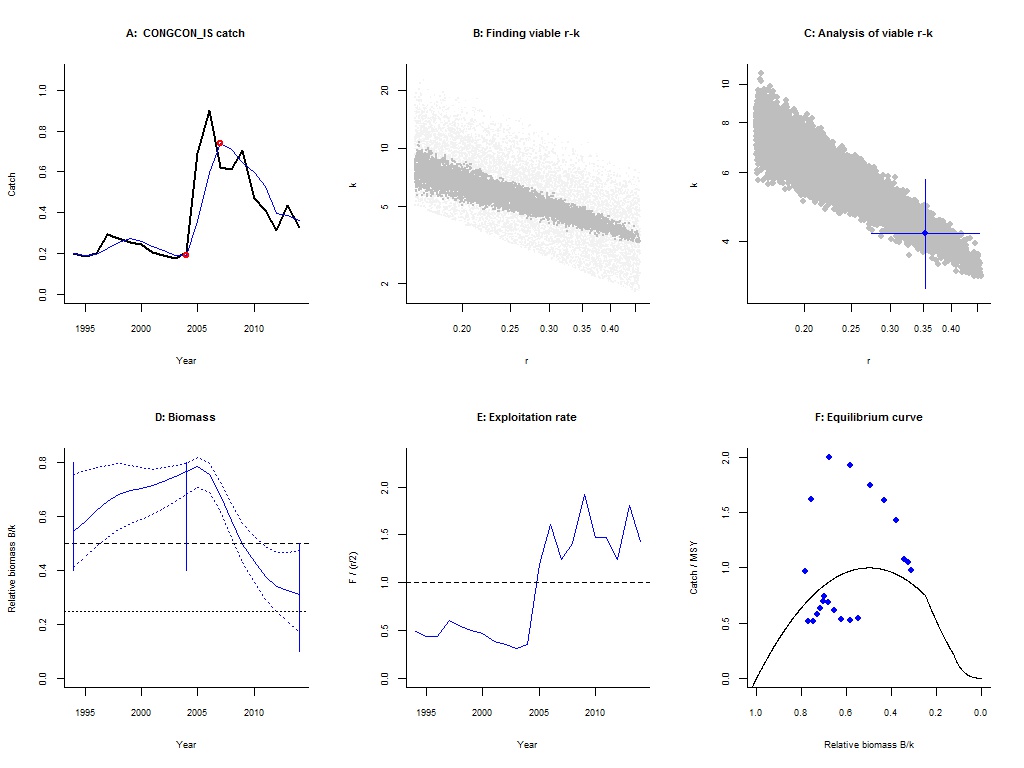 A:  CONGCON_IS catch
Catch
0.0 0.2 0.4 0.6 0.8 1.0
1995 2000 2005 2010
Year
B: Finding viable r-k
k
2 5 10 20
0.20 0.25 0.30 0.35 0.40
r
C: Analysis of viable r-k
k
4 6 8 10
0.20 0.25 0.30 0.35 0.40
r
D: Biomass
Relative biomass B/k
0.0 0.2 0.4 0.6 0.8
1995 2000 2005 2010
Year
E: Exploitation rate
F / (r/2)
0.0 0.5 1.0 1.5 2.0
1995 2000 2005 2010
Year
F: Equilibrium curve
Catch / MSY
0.0 0.5 1.0 1.5 2.0
1.0 0.8 0.6 0.4 0.2 0.0
Relative biomass B/k